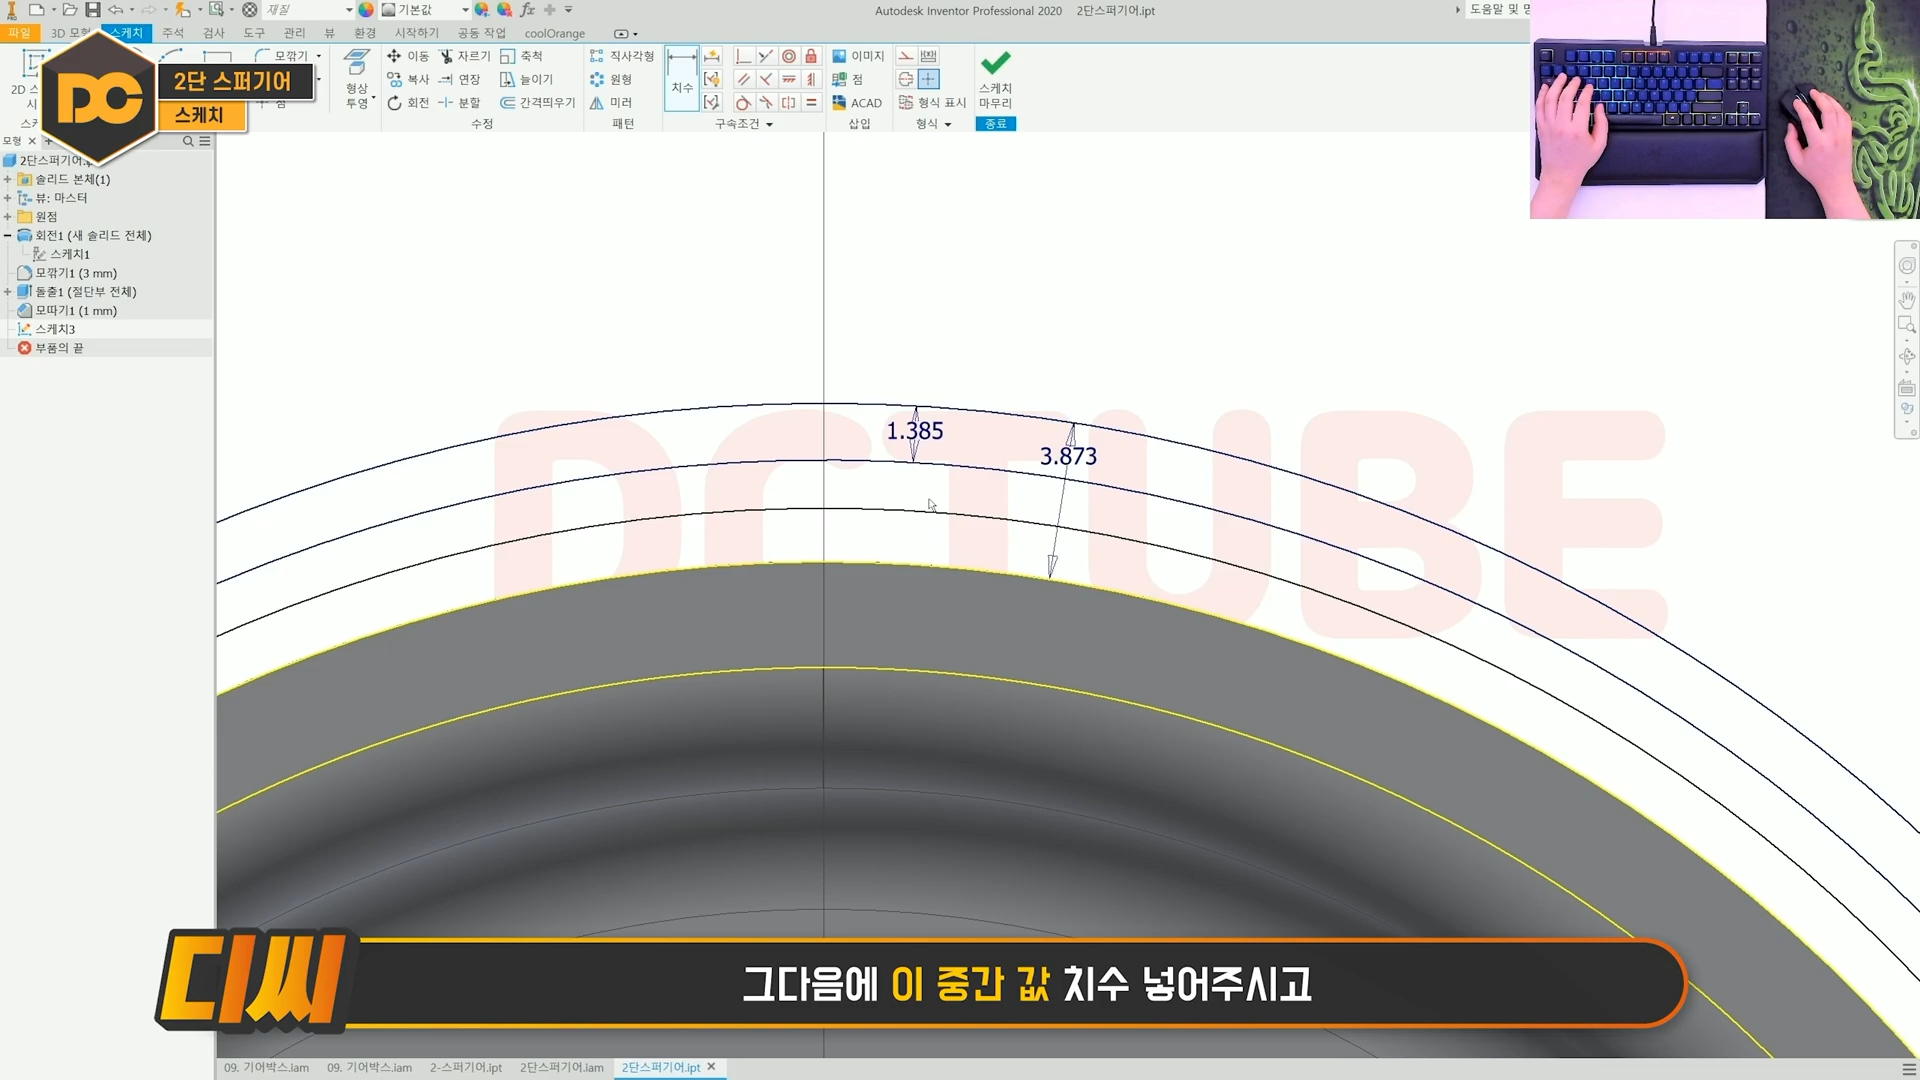 재질
기본값
Autodesk Inventor Professional 2020 2단스퍼기어.ipt
도움말 및 명
파일 3D 모형 스케치 주석 검사 도구 관리 뷰 환경 시작하기 공동 작업 coolOrange
모깎기
이동 자르기 축척
복사 연장 늘이기
회전 분할 간격띄우기
형상
투영
직사각형
원형
미러
치수
이미지
점
ACAD
형식 표시
스케치
마무리
수정 패턴 구속조건 삽입 형식 종료
DC
2단 스퍼기어
스케치
모형
2단스퍼기어
솔리드 본체(1)
뷰: 마스터
원점
회전1 (새 솔리드 전체)
스케치1
모깎기1 (3 mm)
돌출1 (절단부 전체)
모따기1 (1 mm)
스케치3
부품의 끝
DCTUBE
1.385
3.873
디씨
그다음에 이 중간 값 치수 넣어주시고
09. 기어박스.iam 09. 기어박스.iam 2-스퍼기어.ipt 2단스퍼기어.iam 2단스퍼기어.ipt